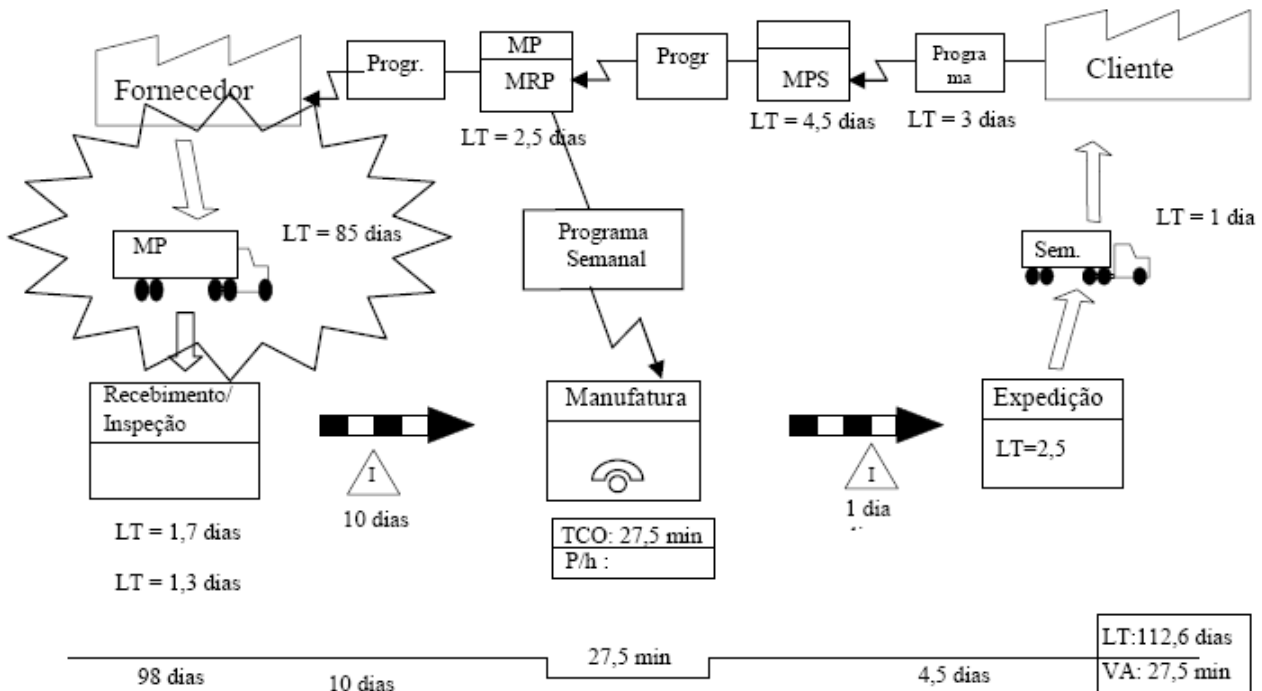 Fornecedor
Progr.
MP
MRP
Progr
MPS
Progra
ma
Cliente
LT = 2,5 dias
LT = 4,5 dias
LT = 3 dias
MP
LT = 85 dias
Programa
Semanal
Sem.
LT = 1 dia
Recebimento/
Inspeção
I
10 dias
Manufatura
I
1 dia
Expedição
LT=2,5
LT = 1,7 dias
LT = 1,3 dias
TCO: 27,5 min
P/h :
98 dias
10 dias
27,5 min
4,5 dias
LT:112,6 dias
VA: 27,5 min